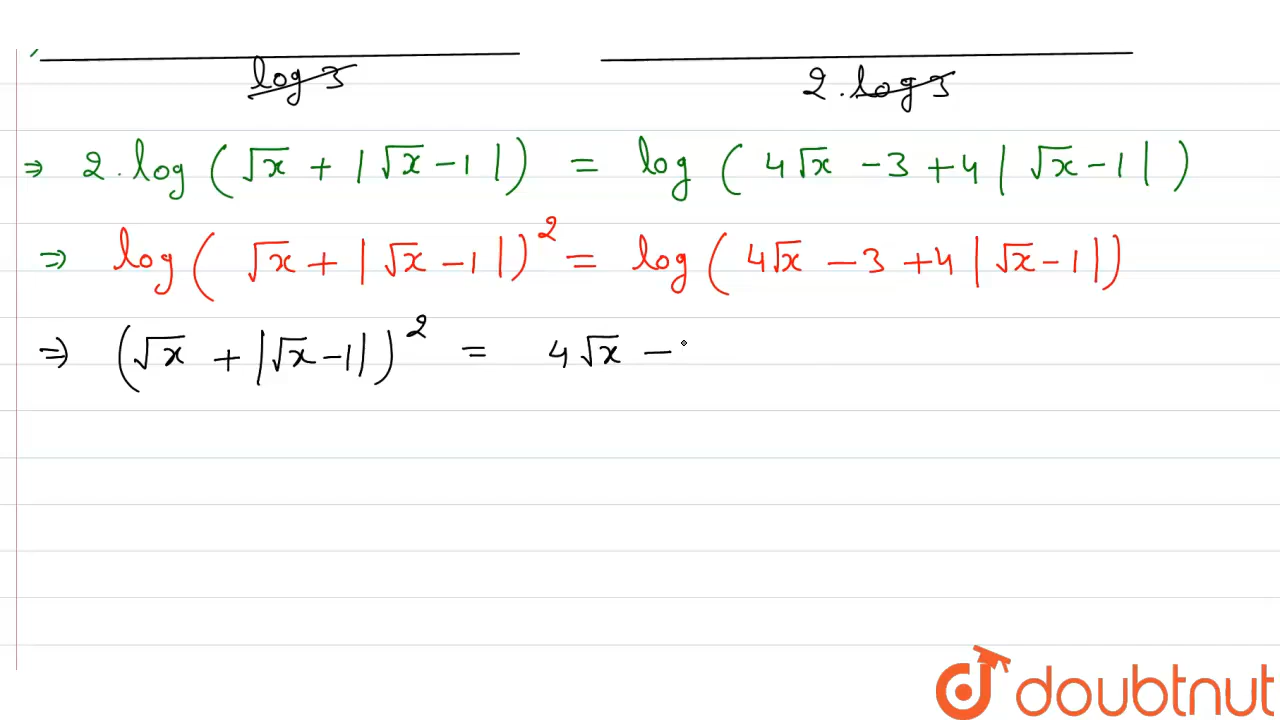 log 3 2.log 3
⇒ 2.log (√x + |√x - 1|) = log (4√x - 3 + 4|√x - 1|)
⇒ log (√x + |√x - 1|)² = log (4√x - 3 + 4|√x - 1|)
⇒ (√x + |√x - 1|)² = 4√x -
doubtnut